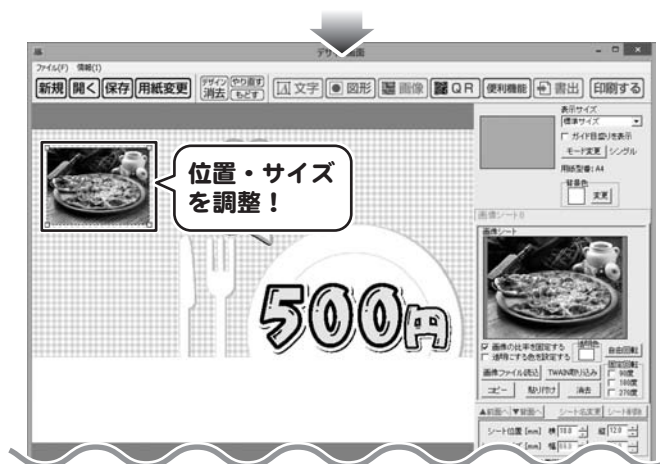 デザイン画面
ファイル(F) 情報(I)
新規 開く 保存 用紙変更 デザイン消去 やり直す もどす 文字 図形 画像 QR 便利機能 書出 印刷する
表示サイズ
標準サイズ
ガイド目盛りを表示
モード変更 シングル
用紙型番:A4
背景色
変更
位置・サイズ
を調整!
500円
画像シート
画像の比率を固定する
透明にする色を設定する
自由回転
画像ファイル読込 TWAIN取り込み
固定回転
90度
180度
270度
コピー 貼り付け 消去
▲前面へ ▼背面へ シート名変更 シート削除
シート位置 [mm] 横 縦